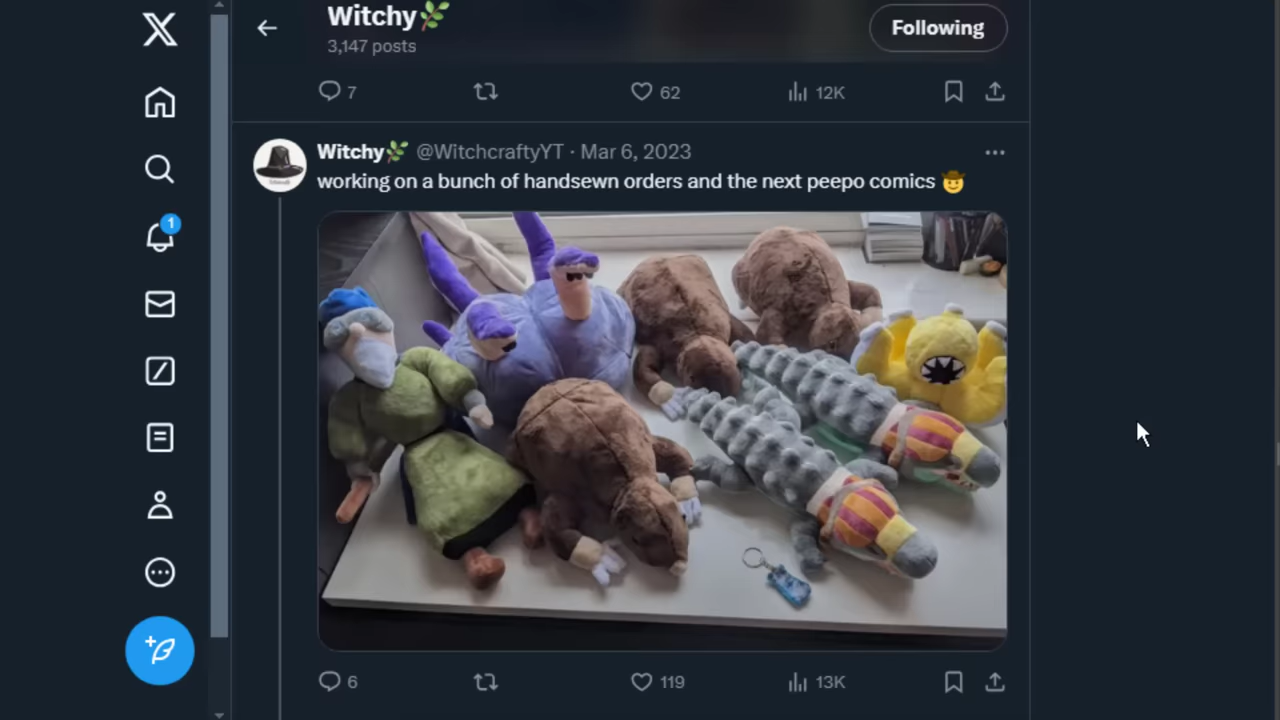 Witchy🌿
3,147 posts
Following
7
62
12K
1
Witchy🌿 @WitchcraftyYT · Mar 6, 2023
working on a bunch of handsewn orders and the next peepo comics 🤠
6
119
13K